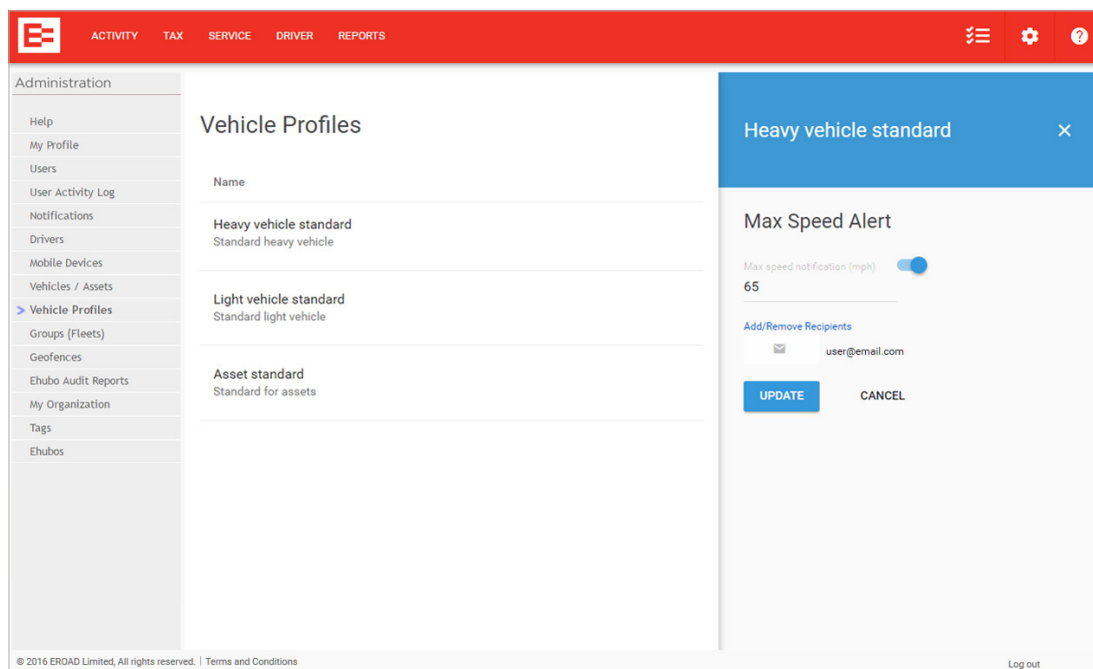 ACTIVITY TAX SERVICE DRIVER REPORTS
Administration
Help
My Profile
Users
User Activity Log
Notifications
Drivers
Mobile Devices
Vehicles / Assets
> Vehicle Profiles
Groups (Fleets)
Geofences
Ehubo Audit Reports
My Organization
Tags
Ehubos
Vehicle Profiles
Name
Heavy vehicle standard
Standard heavy vehicle
Light vehicle standard
Standard light vehicle
Asset standard
Standard for assets
Heavy vehicle standard
Max Speed Alert
Max speed notification (mph)
65
Add/Remove Recipients
user@email.com
UPDATE CANCEL
© 2016 EROAD Limited, All rights reserved. | Terms and Conditions
Log out